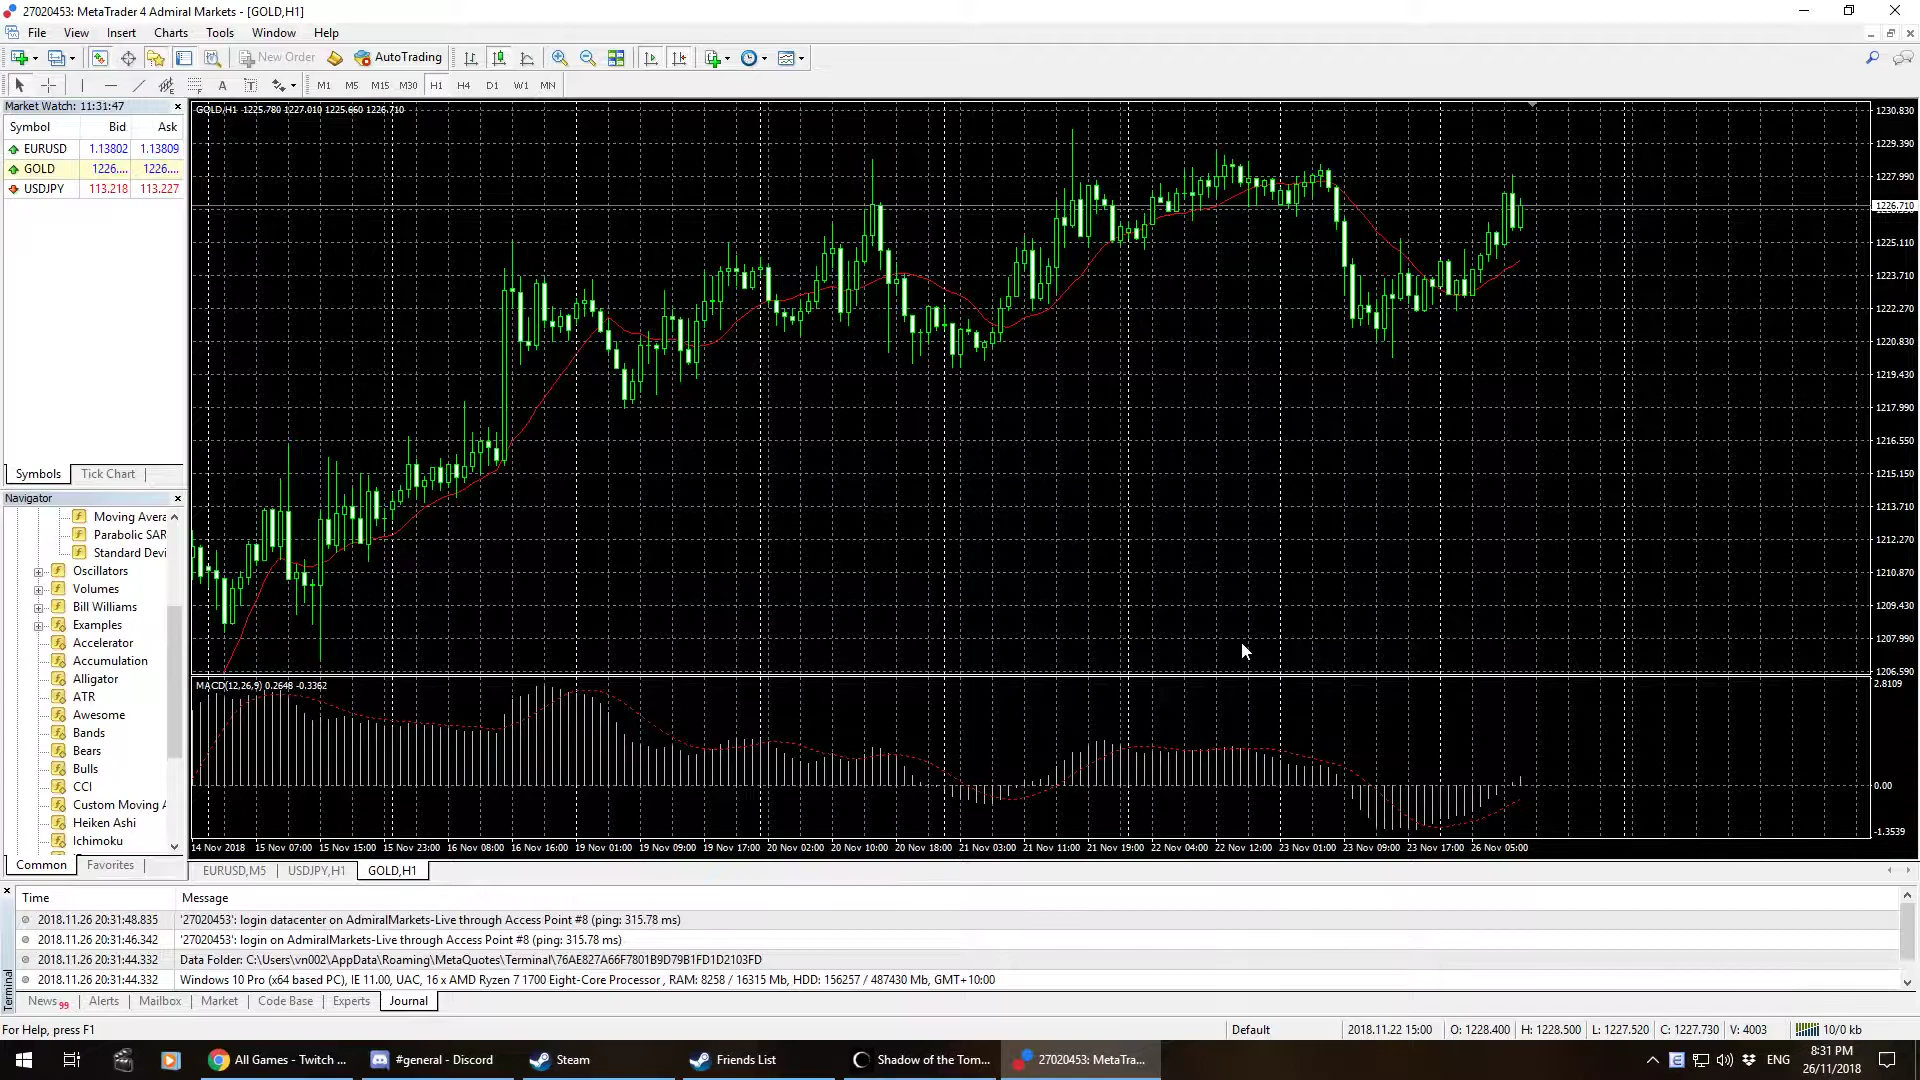 27020453: MetaTrader 4 Admiral Markets - [GOLD,H1]
File View Insert Charts Tools Window Help
New Order AutoTrading
A T M1 M5 M15 M30 H1 H4 D1 W1 MN
Market Watch: 11:31:47
Symbol Bid Ask
EURUSD 1.13802 1.13809
GOLD 1226.... 1226....
USDJPY 113.218 113.227
Symbols Tick Chart
Navigator
Moving Avera
Parabolic SAR
Standard Devi
Oscillators
Volumes
Bill Williams
Examples
Accelerator
Accumulation
Alligator
ATR
Awesome
Bands
Bears
Bulls
CCI
Custom Moving A
Heiken Ashi
Ichimoku
Common Favorites
GOLD,H1 1225.780 1227.010 1225.660 1226.710
1230.830
1229.390
1227.990
1226.710
1225.110
1223.710
1222.270
1220.830
1219.430
1217.990
1216.550
1215.150
1213.710
1212.270
1210.870
1209.430
1207.990
1206.590
MACD(12,26,9) 0.2648 -0.3362
2.8109
0.00
-1.3539
14 Nov 2018 15 Nov 07:00 15 Nov 15:00 15 Nov 23:00 16 Nov 08:00 16 Nov 16:00 19 Nov 01:00 19 Nov 09:00 19 Nov 17:00 20 Nov 02:00 20 Nov 10:00 20 Nov 18:00 21 Nov 03:00 21 Nov 11:00 21 Nov 19:00 22 Nov 04:00 22 Nov 12:00 23 Nov 01:00 23 Nov 09:00 23 Nov 17:00 26 Nov 05:00
EURUSD,M5 USDJPY,H1 GOLD,H1
Time Message
2018.11.26 20:31:48.835 '27020453': login datacenter on AdmiralMarkets-Live through Access Point #8 (ping: 315.78 ms)
2018.11.26 20:31:46.342 '27020453': login on AdmiralMarkets-Live through Access Point #8 (ping: 315.78 ms)
2018.11.26 20:31:44.332 Data Folder: C:\Users\vn002\AppData\Roaming\MetaQuotes\Terminal\76AE827A66F7801B9D79B1FD1D2103FD
2018.11.26 20:31:44.332 Windows 10 Pro (x64 based PC), IE 11.00, UAC, 16 x AMD Ryzen 7 1700 Eight-Core Processor , RAM: 8258 / 16315 Mb, HDD: 156257 / 487430 Mb, GMT+10:00
Terminal
News 99 Alerts Mailbox Market Code Base Experts Journal
For Help, press F1 Default 2018.11.22 15:00 O: 1228.400 H: 1228.500 L: 1227.520 C: 1227.730 V: 4003 10/0 kb
All Games - Twitch ... #general - Discord Steam Friends List Shadow of the Tom... 27020453: MetaTra... ENG 8:31 PM
26/11/2018